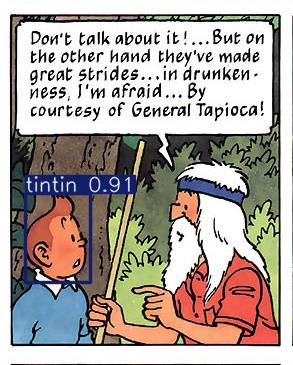 Don't talk about it!...But on
the other hand they've made
great strides...in drunken-
ness, I'm afraid... By
courtesy of General Tapioca!
tintin 0.91